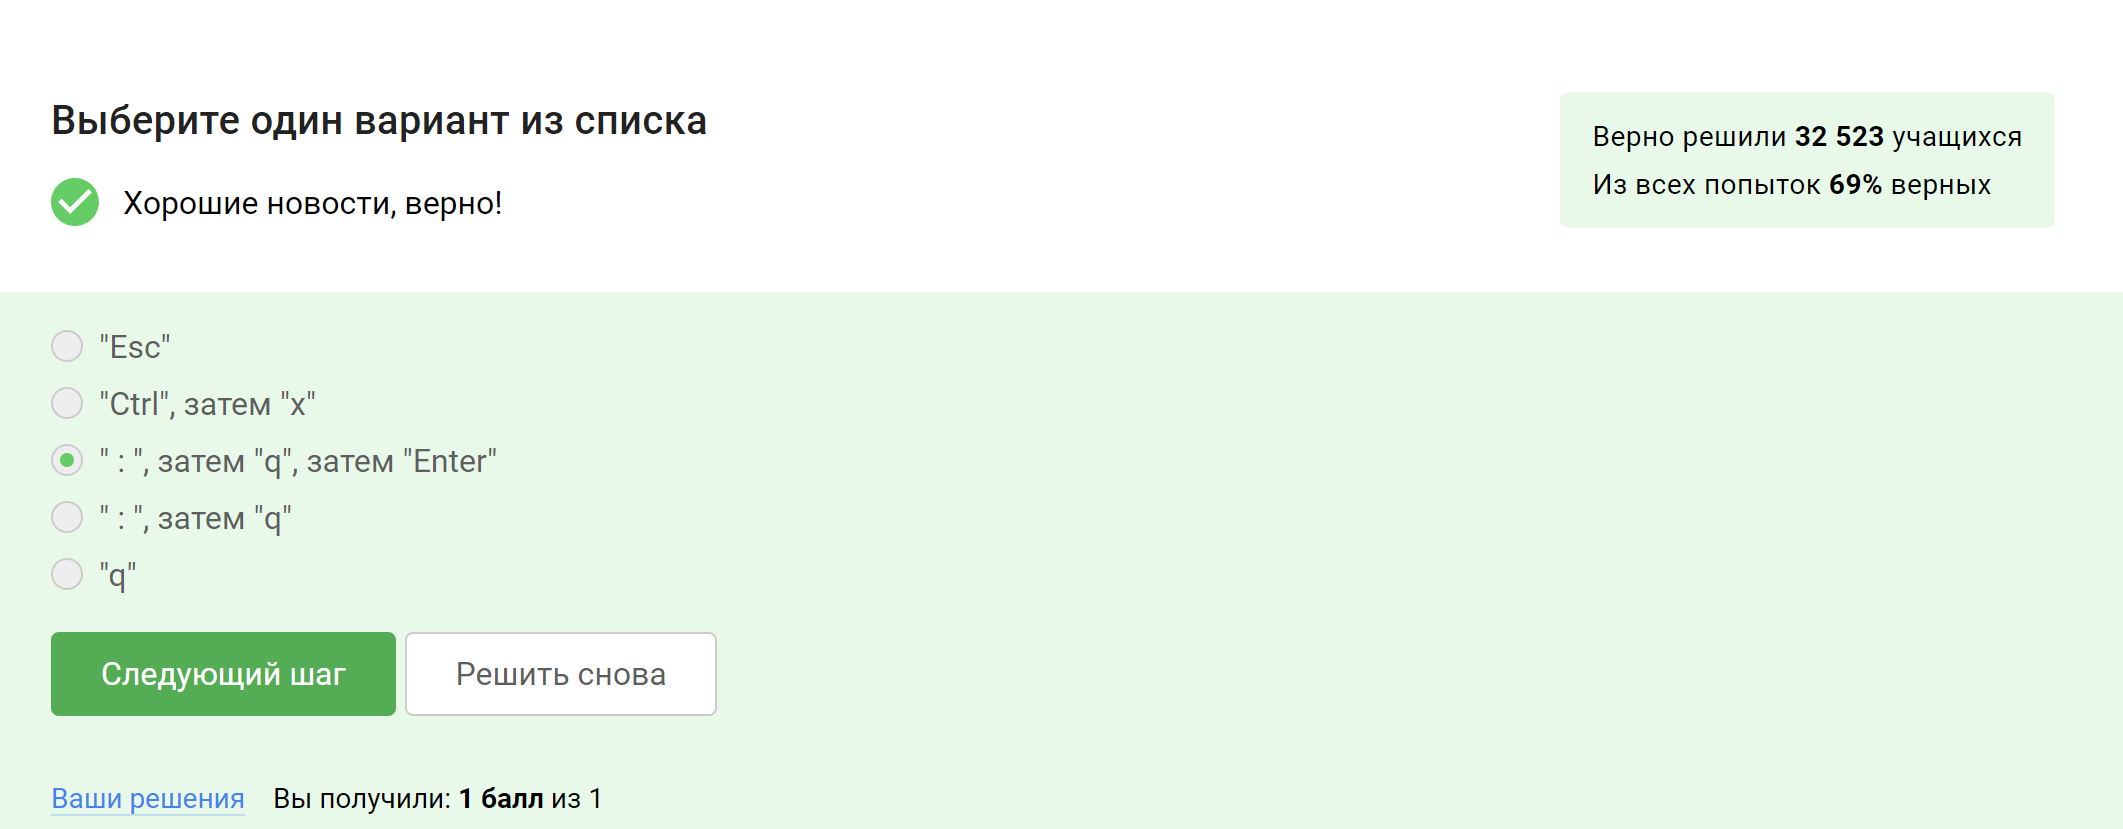 Выберите один вариант из списка
Хорошие новости, верно!
Верно решили 32 523 учащихся
Из всех попыток 69% верных
"Esc"
"Ctrl", затем "x"
" : ", затем "q", затем "Enter"
" : ", затем "q"
"q"
Следующий шаг
Решить снова
Ваши решения Вы получили: 1 балл из 1